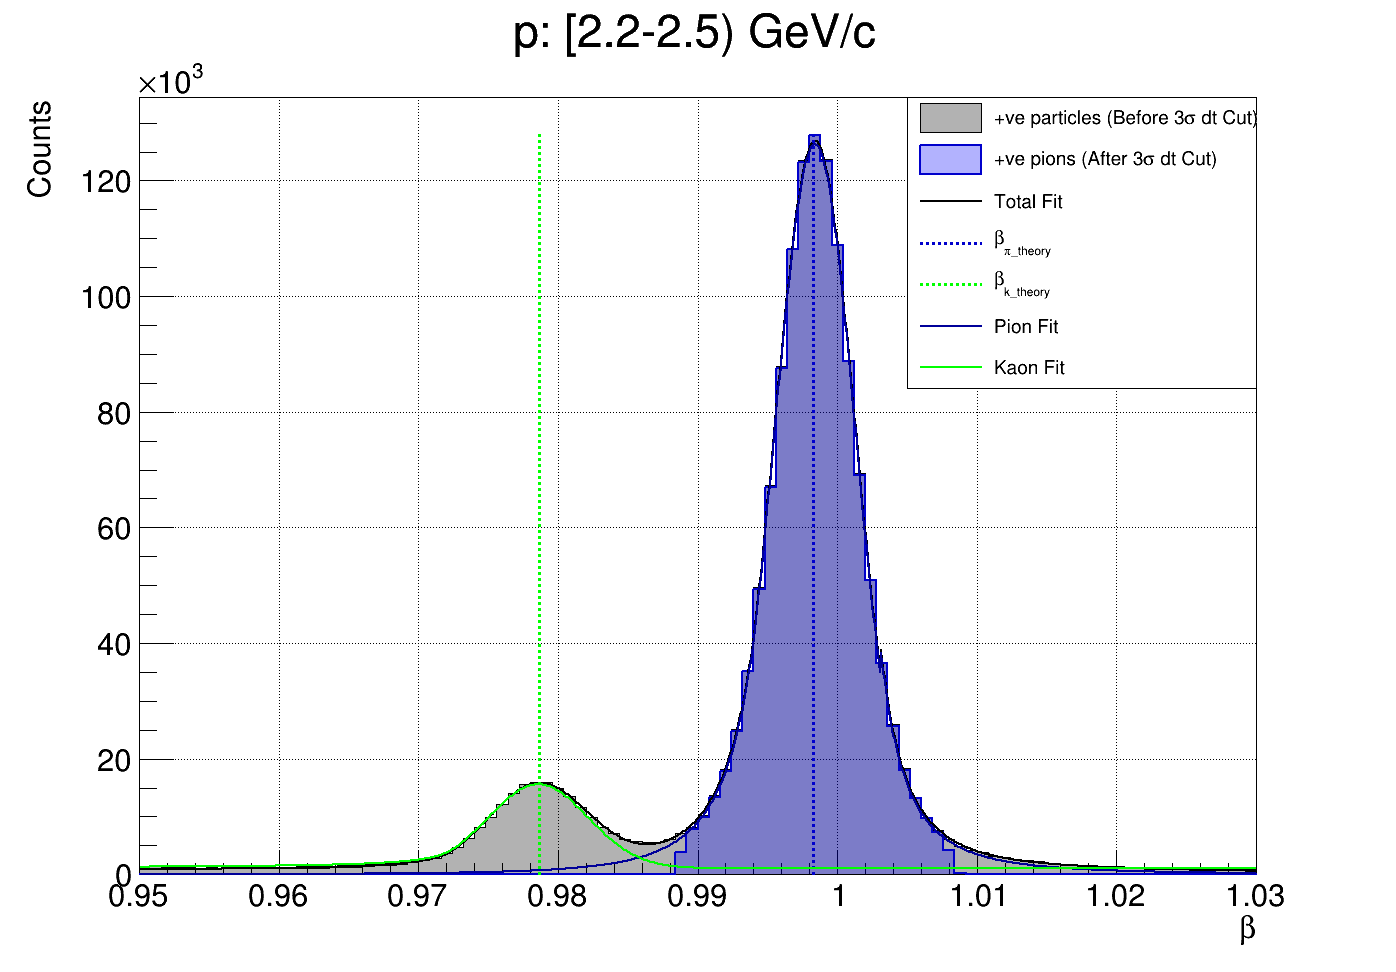 p: [2.2-2.5) GeV/c
×10³
Counts
+ve particles (Before 3σ dt Cut)
+ve pions (After 3σ dt Cut)
Total Fit
β π_theory
β k_theory
Pion Fit
Kaon Fit
120
100
80
60
40
20
0
0.95 0.96 0.97 0.98 0.99 1 1.01 1.02 1.03
β